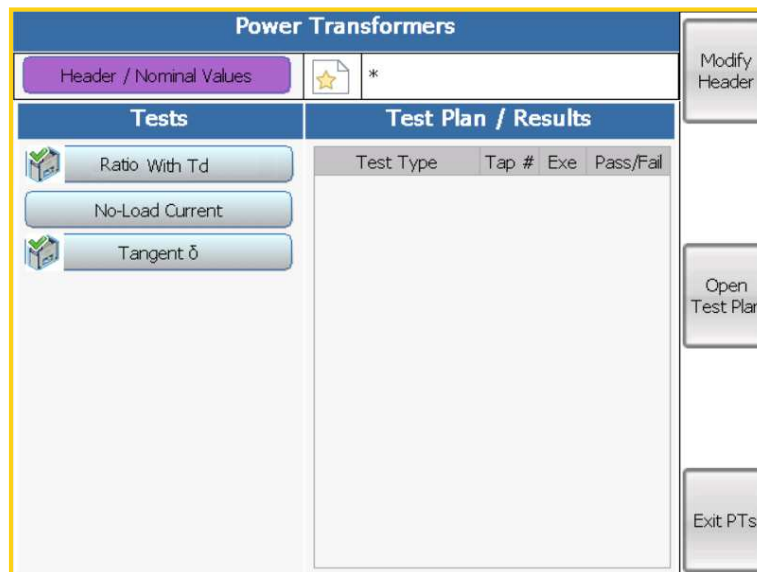 Power Transformers
Header / Nominal Values
*
Modify
Header
Tests
Test Plan / Results
Ratio With Td
No-Load Current
Tangent δ
Test Type Tap # Exe Pass/Fail
Open
Test Plan
Exit PTs